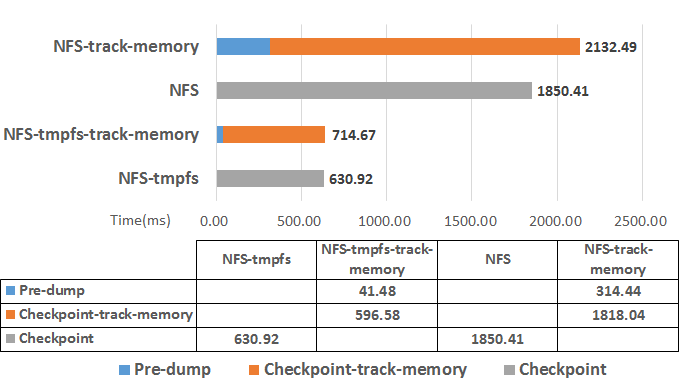 NFS-track-memory 2132.49
NFS 1850.41
NFS-tmpfs-track-memory 714.67
NFS-tmpfs 630.92
Time(ms) 0.00 500.00 1000.00 1500.00 2000.00 2500.00
NFS-tmpfs NFS-tmpfs-track-memory NFS NFS-track-memory
Pre-dump 41.48 314.44
Checkpoint-track-memory 596.58 1818.04
Checkpoint 630.92 1850.41
Pre-dump Checkpoint-track-memory Checkpoint